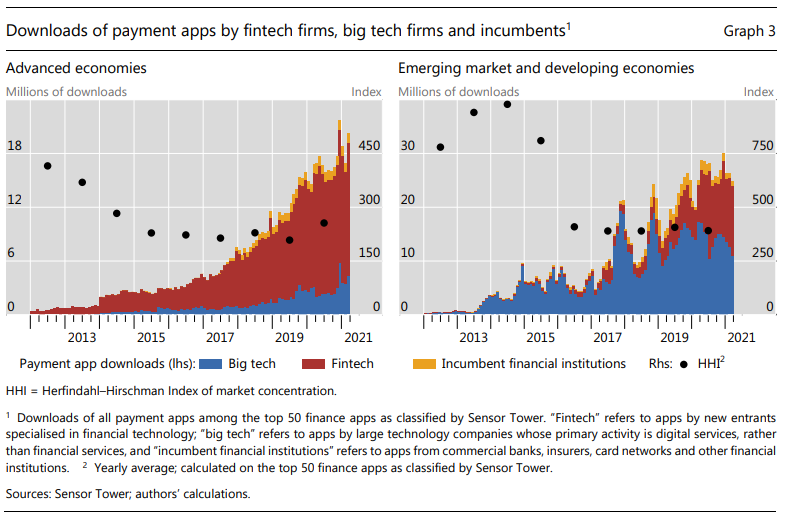 Downloads of payment apps by fintech firms, big tech firms and incumbents¹ Graph 3
Advanced economies Emerging market and developing economies
Millions of downloads Index Millions of downloads Index
18 450 30 750
12 300 20 500
6 150 10 250
0 0 0 0
2013 2015 2017 2019 2021 2013 2015 2017 2019 2021
Payment app downloads (lhs): Big tech Fintech Incumbent financial institutions Rhs: HHI²
HHI = Herfindahl–Hirschman Index of market concentration.
¹ Downloads of all payment apps among the top 50 finance apps as classified by Sensor Tower. “Fintech” refers to apps by new entrants
specialised in financial technology; “big tech” refers to apps by large technology companies whose primary activity is digital services, rather
than financial services, and “incumbent financial institutions” refers to apps from commercial banks, insurers, card networks and other financial
institutions. ² Yearly average; calculated on the top 50 finance apps as classified by Sensor Tower.
Sources: Sensor Tower; authors’ calculations.